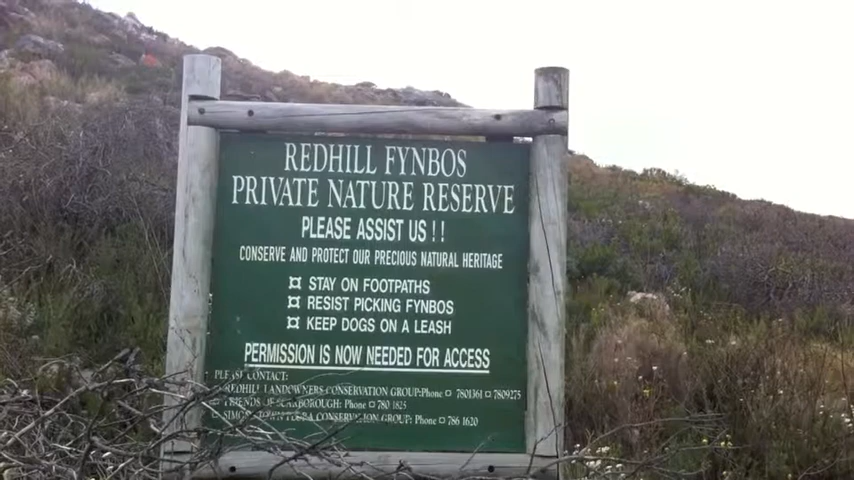 REDHILL FYNBOS
PRIVATE NATURE RESERVE
PLEASE ASSIST US !!
CONSERVE AND PROTECT OUR PRECIOUS NATURAL HERITAGE
¤ STAY ON FOOTPATHS
¤ RESIST PICKING FYNBOS
¤ KEEP DOGS ON A LEASH
PERMISSION IS NOW NEEDED FOR ACCESS
PLEASE CONTACT:
REDHILL LANDOWNERS CONSERVATION GROUP:Phone ¤ 7801361 ¤ 7809275
FRIENDS OF SCARBOROUGH: Phone ¤ 780 1825
FLORA CONSERVATION GROUP: Phone ¤ 786 1620